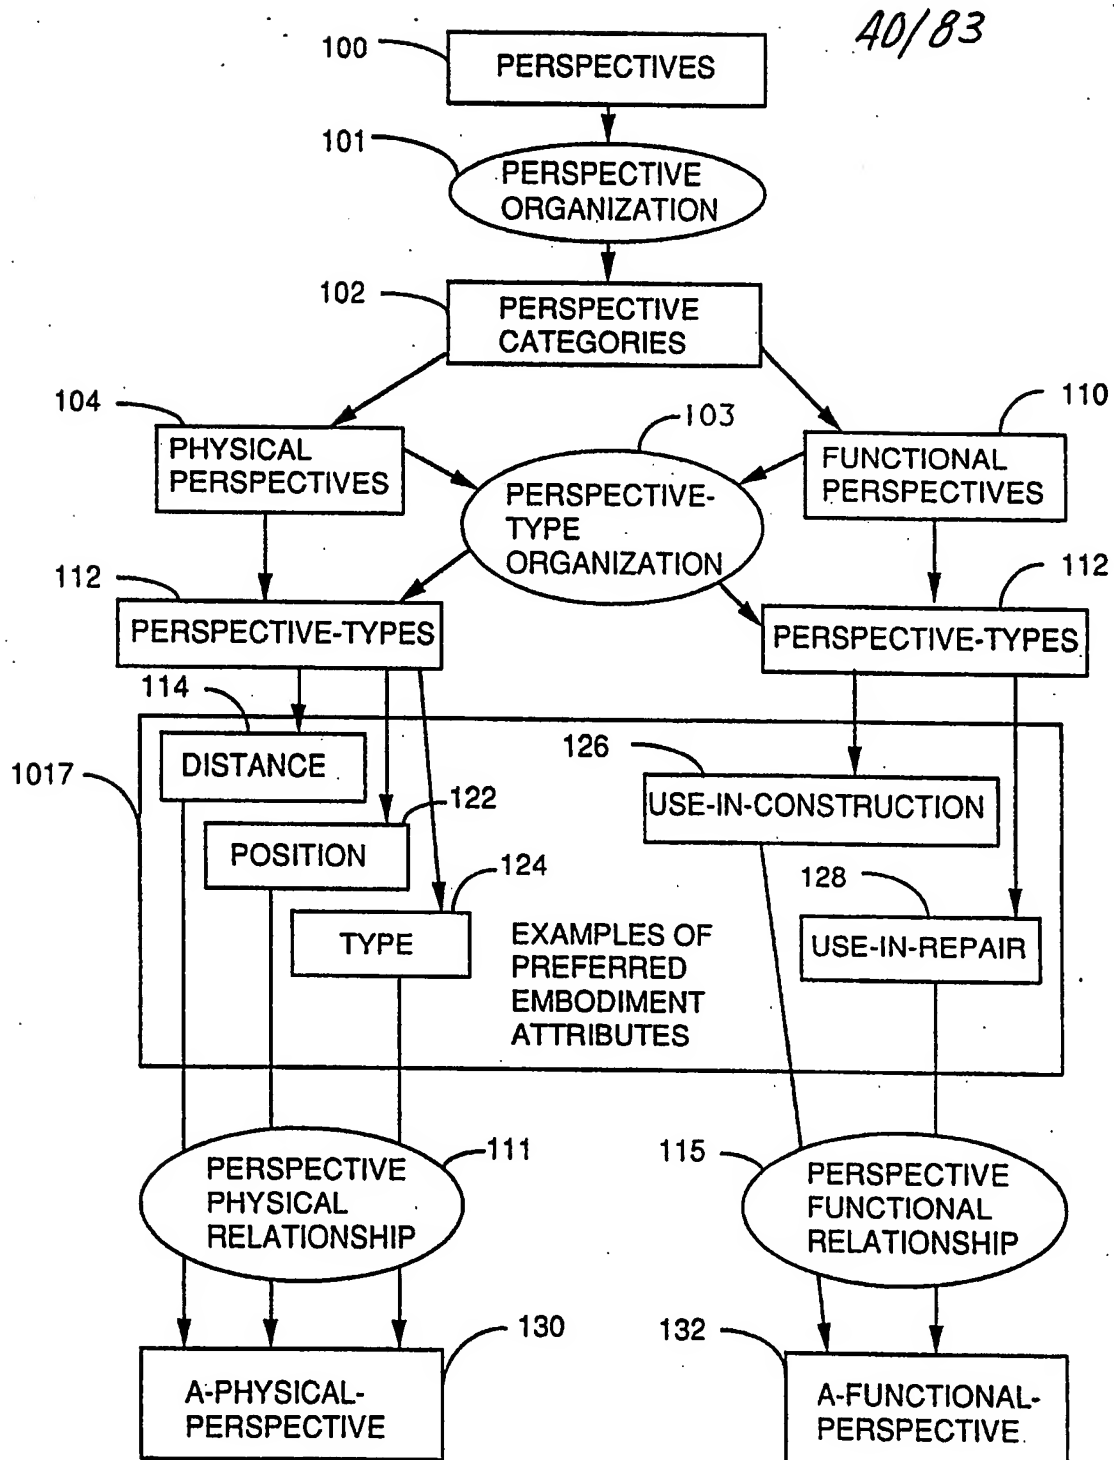 40/83
100
PERSPECTIVES
101
PERSPECTIVE
ORGANIZATION
102
PERSPECTIVE
CATEGORIES
104
PHYSICAL
PERSPECTIVES
103
PERSPECTIVE-
TYPE
ORGANIZATION
110
FUNCTIONAL
PERSPECTIVES
112
PERSPECTIVE-TYPES
112
PERSPECTIVE-TYPES
114
DISTANCE
1017
122
POSITION
124
TYPE
126
USE-IN-CONSTRUCTION
128
USE-IN-REPAIR
EXAMPLES OF
PREFERRED
EMBODIMENT
ATTRIBUTES
111
PERSPECTIVE
PHYSICAL
RELATIONSHIP
115
PERSPECTIVE
FUNCTIONAL
RELATIONSHIP
130
A-PHYSICAL-
PERSPECTIVE
132
A-FUNCTIONAL-
PERSPECTIVE